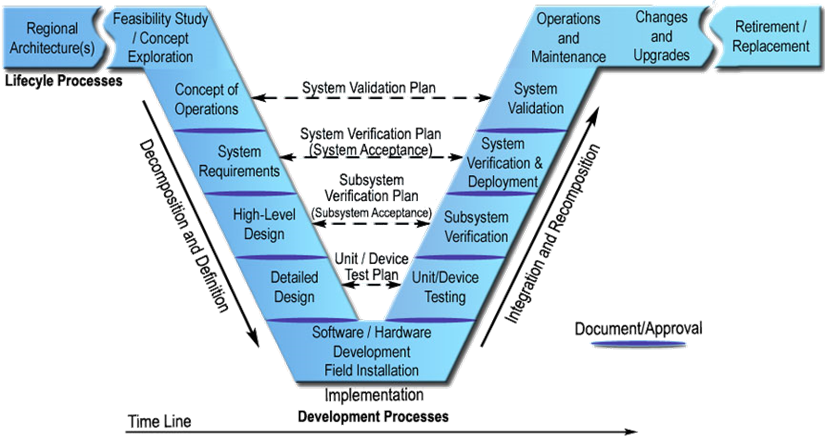 Regional
Architecture(s)
Feasibility Study
/ Concept
Exploration
Operations
and
Maintenance
Changes
and
Upgrades
Retirement /
Replacement
Lifecyle Processes
Concept of
Operations
System Validation Plan
System
Validation
System
Requirements
System Verification Plan
(System Acceptance)
System
Verification &
Deployment
High-Level
Design
Subsystem
Verification Plan
(Subsystem Acceptance)
Subsystem
Verification
Detailed
Design
Unit / Device
Test Plan
Unit/Device
Testing
Decomposition and Definition
Integration and Recomposition
Software / Hardware
Development
Field Installation
Document/Approval
Implementation
Development Processes
Time Line